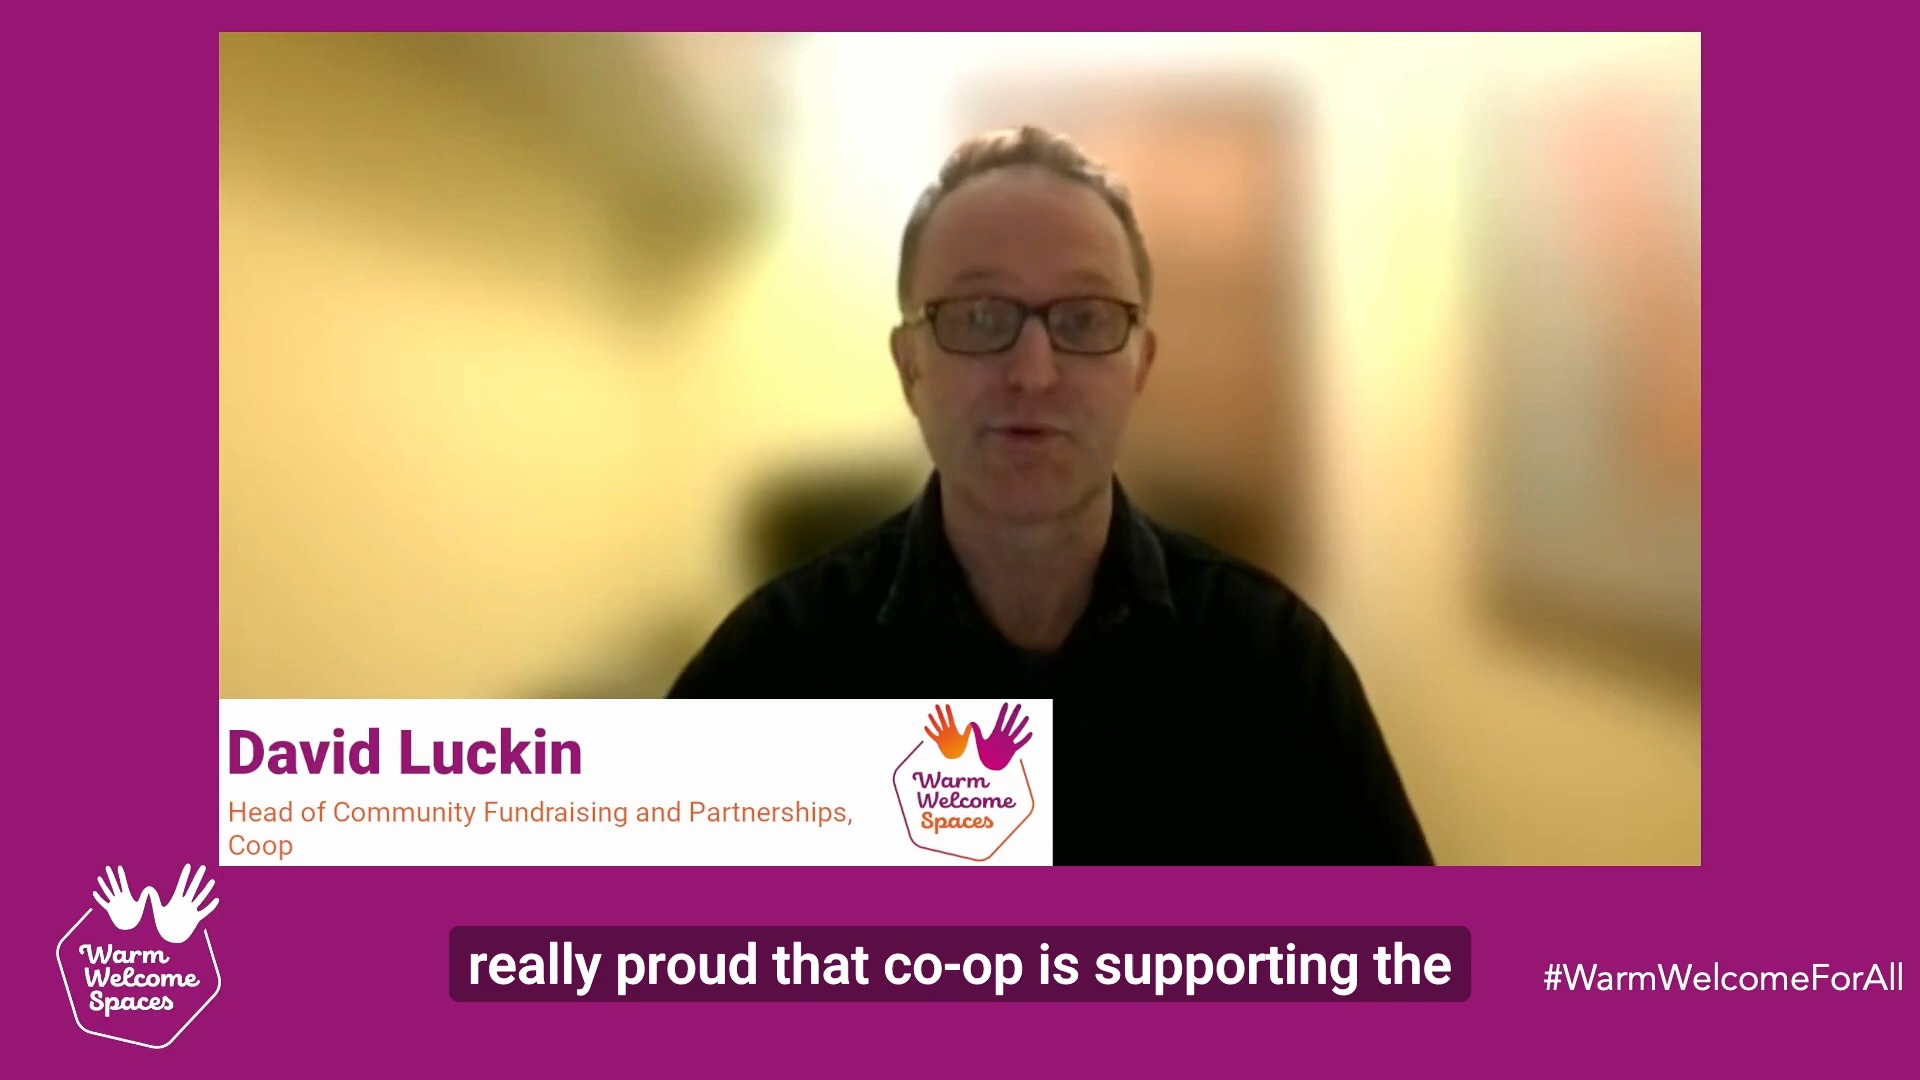 David Luckin
Head of Community Fundraising and Partnerships,
Coop
Warm
Welcome
Spaces
Warm
Welcome
Spaces
really proud that co-op is supporting the
#WarmWelcomeForAll